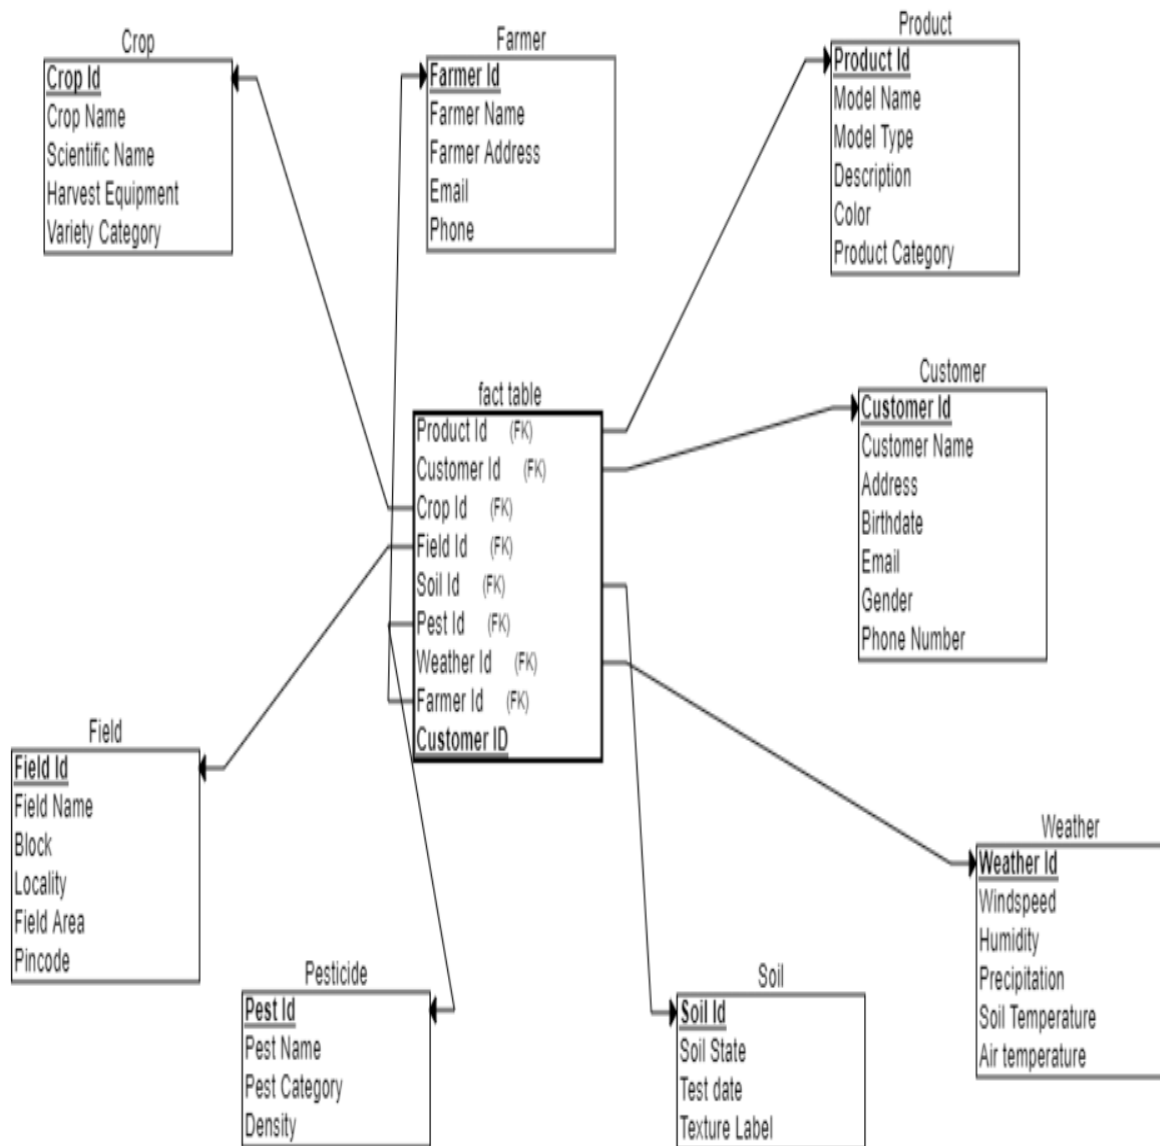 Crop
Crop Id
Crop Name
Scientific Name
Harvest Equipment
Variety Category
Farmer
Farmer Id
Farmer Name
Farmer Address
Email
Phone
Product
Product Id
Model Name
Model Type
Description
Color
Product Category
fact table
Product Id (FK)
Customer Id (FK)
Crop Id (FK)
Field Id (FK)
Soil Id (FK)
Pest Id (FK)
Weather Id (FK)
Farmer Id (FK)
Customer ID
Customer
Customer Id
Customer Name
Address
Birthdate
Email
Gender
Phone Number
Field
Field Id
Field Name
Block
Locality
Field Area
Pincode
Pesticide
Pest Id
Pest Name
Pest Category
Density
Soil
Soil Id
Soil State
Test date
Texture Label
Weather
Weather Id
Windspeed
Humidity
Precipitation
Soil Temperature
Air temperature